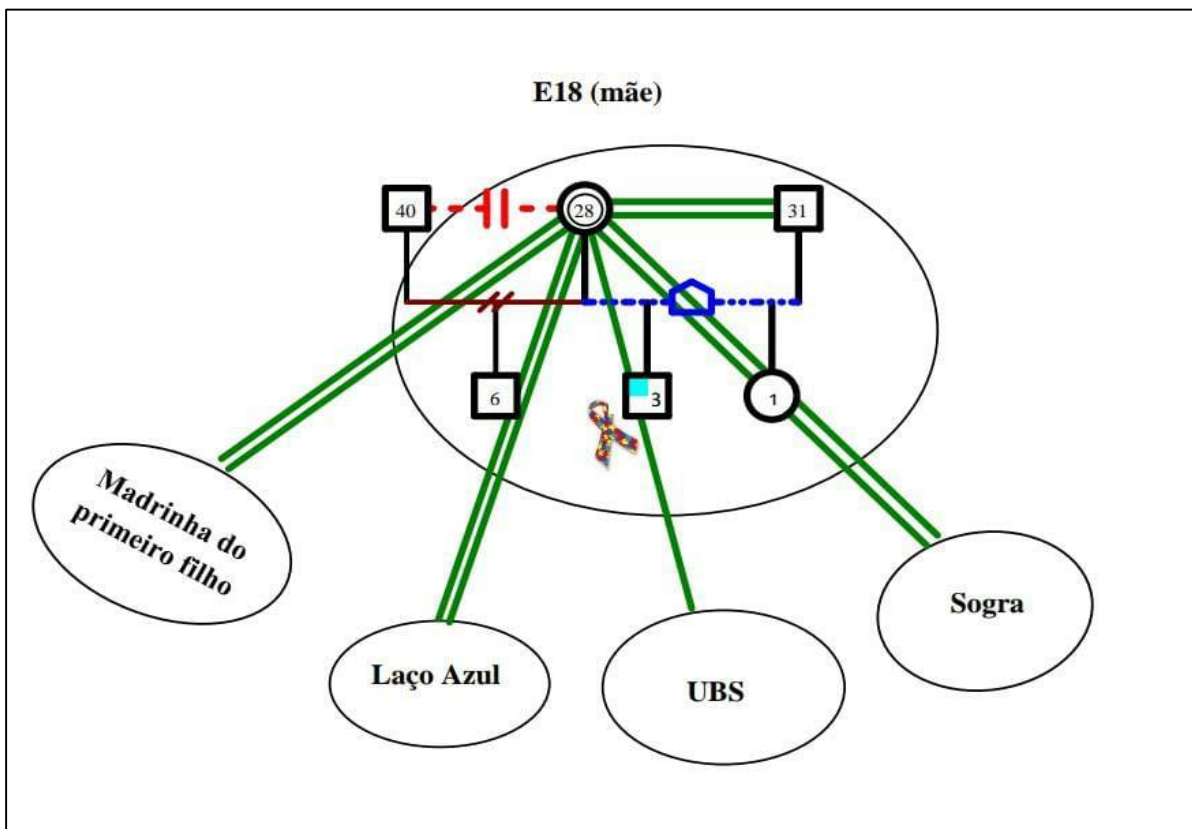 E18 (mãe)
40
28
31
6
3
1
Madrinha do
primeiro filho
Laço Azul
UBS
Sogra